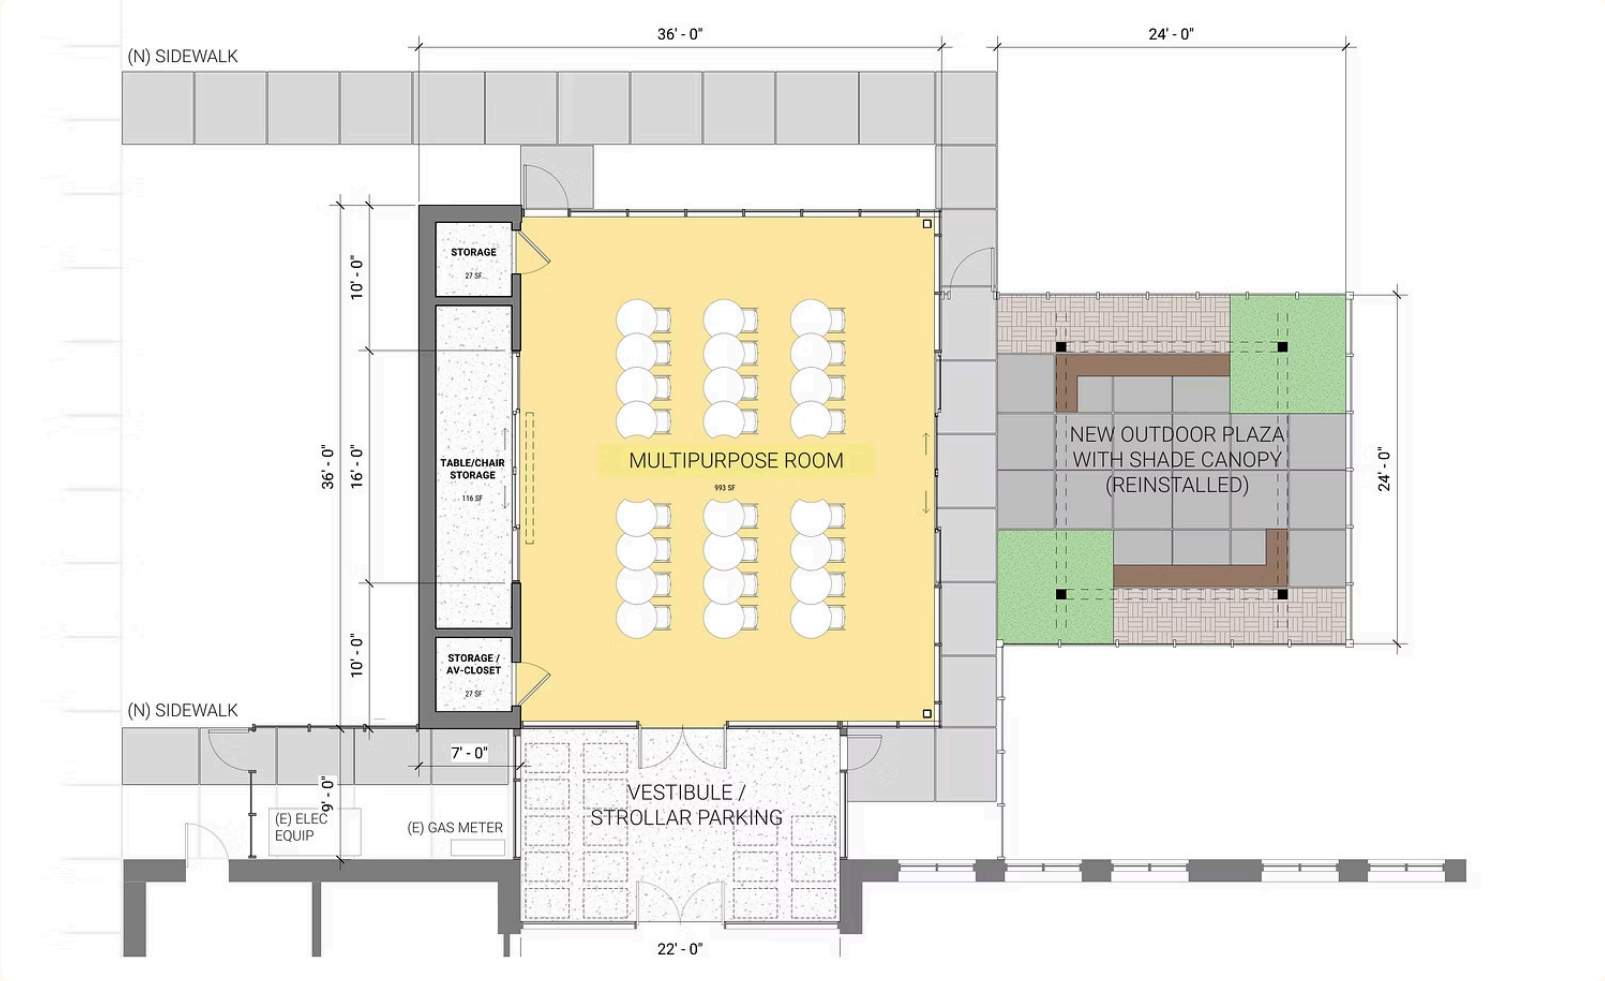 36' - 0"
24' - 0"
(N) SIDEWALK
STORAGE
27 SF
10' - 0"
36' - 0"
16' - 0"
TABLE/CHAIR
STORAGE
116 SF
MULTIPURPOSE ROOM
993 SF
NEW OUTDOOR PLAZA
WITH SHADE CANOPY
(REINSTALLED)
24' - 0"
10' - 0"
STORAGE /
AV-CLOSET
27 SF
(N) SIDEWALK
7' - 0"
9' - 0"
(E) ELEC
EQUIP
(E) GAS METER
VESTIBULE /
STROLLAR PARKING
22' - 0"